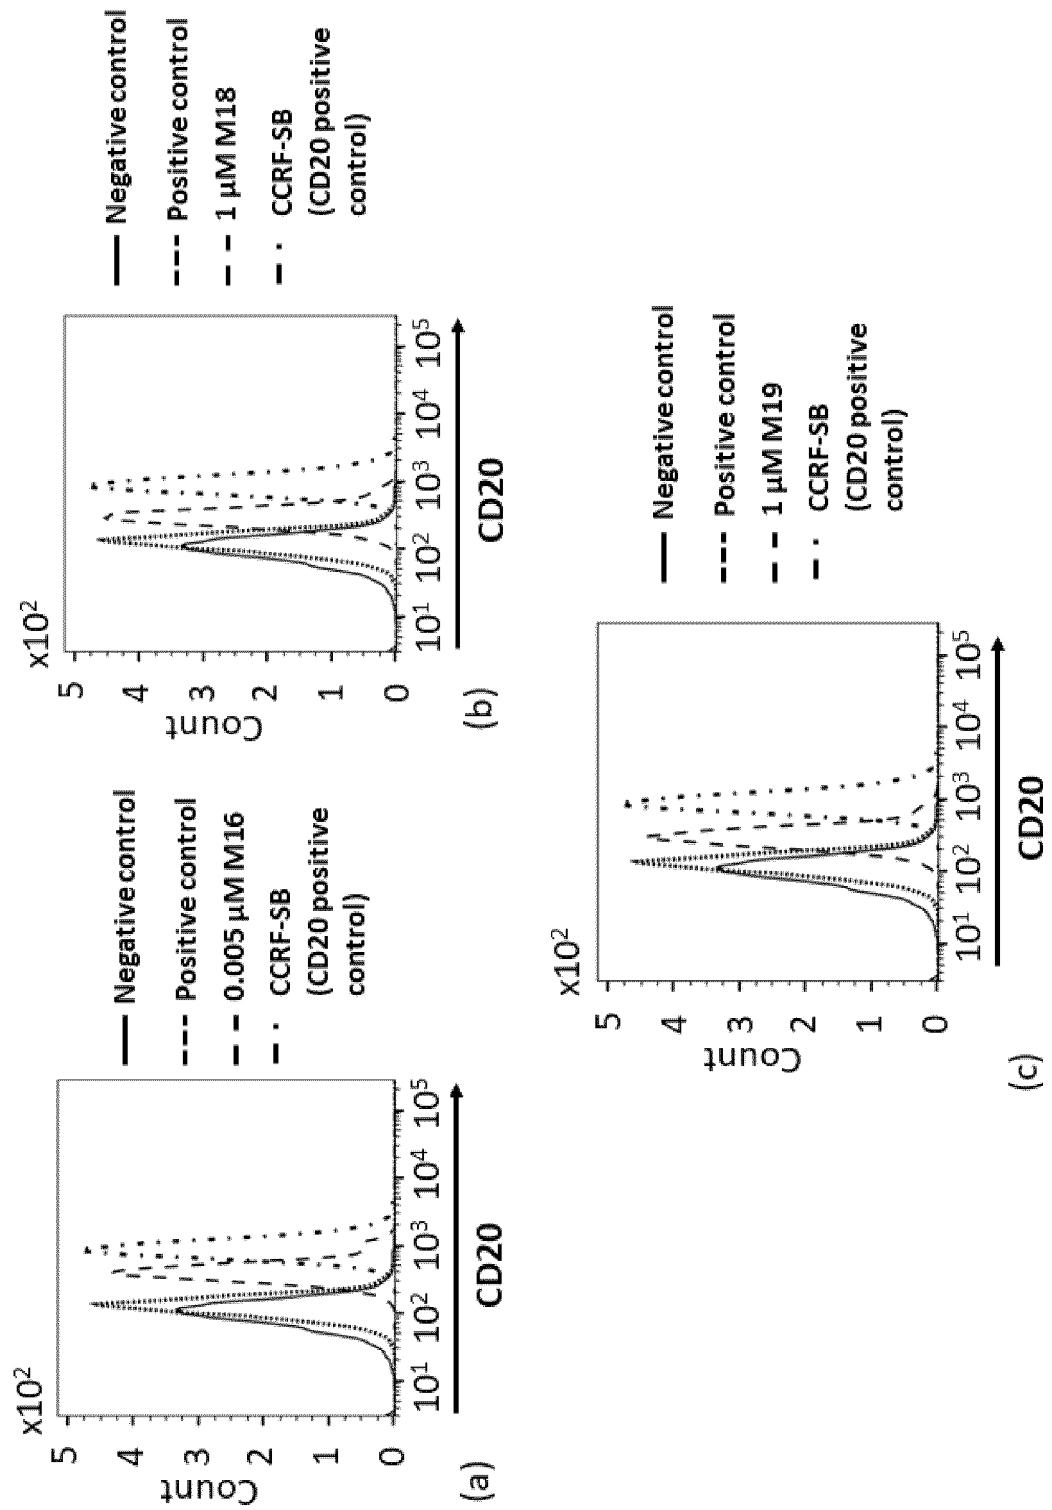 x10²
5
4
3
2
1
0
Count
10¹ 10² 10³ 10⁴ 10⁵
CD20
Negative control
Positive control
0.005 µM M16
CCRF-SB
(CD20 positive
control)
(a)
x10²
5
4
3
2
1
0
Count
10¹ 10² 10³ 10⁴ 10⁵
CD20
Negative control
Positive control
1 µM M18
CCRF-SB
(CD20 positive
control)
(b)
x10²
5
4
3
2
1
0
Count
10¹ 10² 10³ 10⁴ 10⁵
CD20
Negative control
Positive control
1 µM M19
CCRF-SB
(CD20 positive
control)
(c)